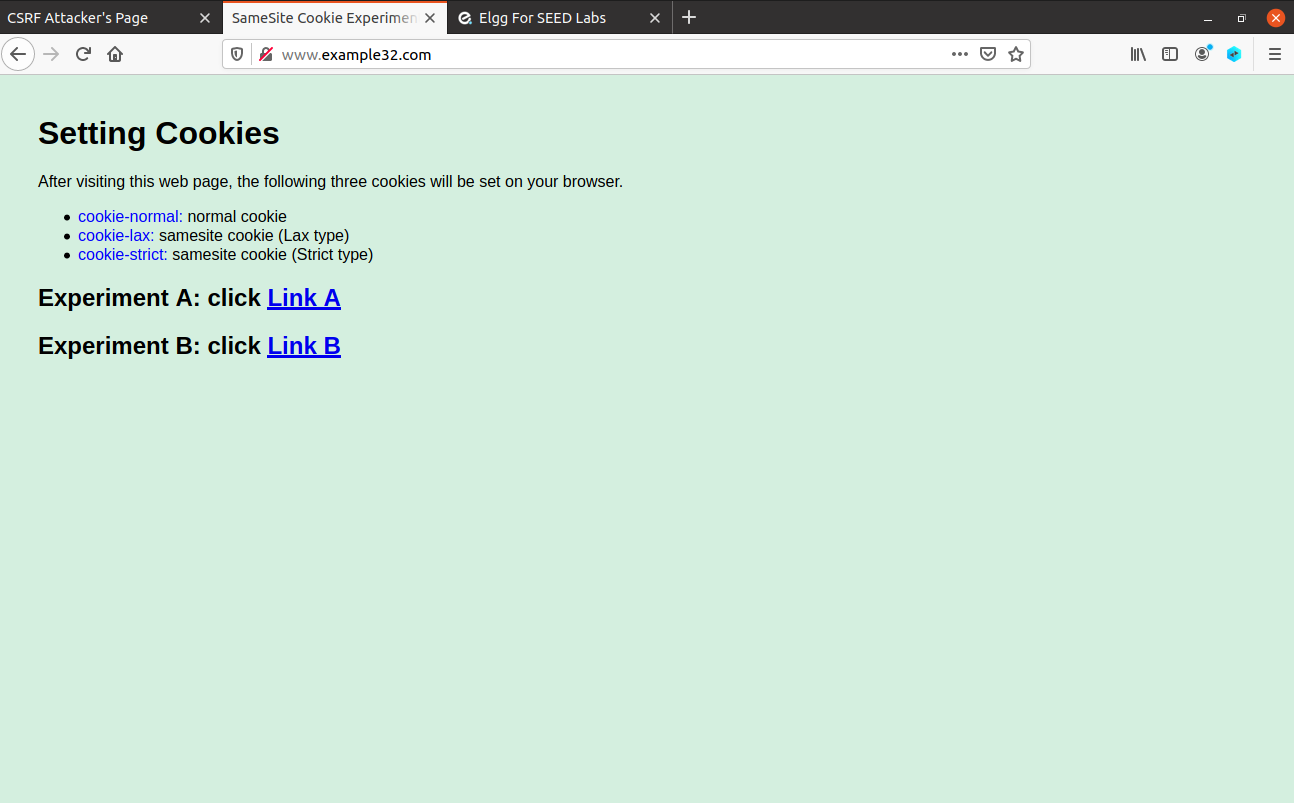 CSRF Attacker's Page
SameSite Cookie Experimen
Elgg For SEED Labs
www.example32.com
Setting Cookies
After visiting this web page, the following three cookies will be set on your browser.
cookie-normal: normal cookie
cookie-lax: samesite cookie (Lax type)
cookie-strict: samesite cookie (Strict type)
Experiment A: click Link A
Experiment B: click Link B